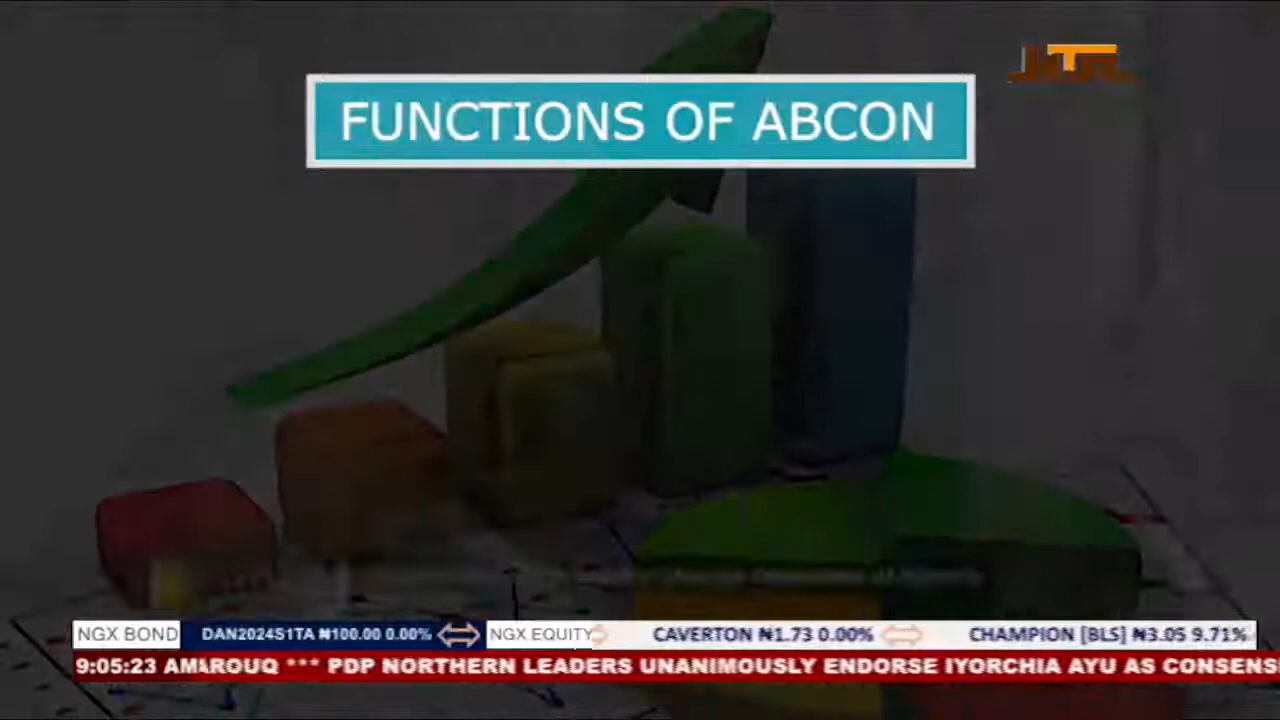 FUNCTIONS OF ABCON
NGX BOND DAN2024S1TA ₦100.00 0.00% NGX EQUITY CAVERTON ₦1.73 0.00% CHAMPION [BLS] ₦3.05 9.71%
9:05:23 AM ROUQ *** PDP NORTHERN LEADERS UNANIMOUSLY ENDORSE IYORCHIA AYU AS CONSENS